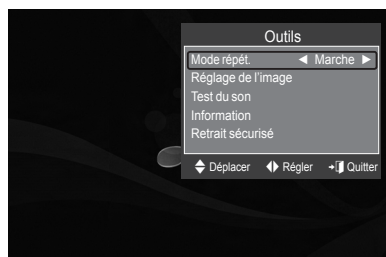 Outils
Mode répét. ◀ Marche ▶
Réglage de l'image
Test du son
Information
Retrait sécurisé
Déplacer Régler Quitter